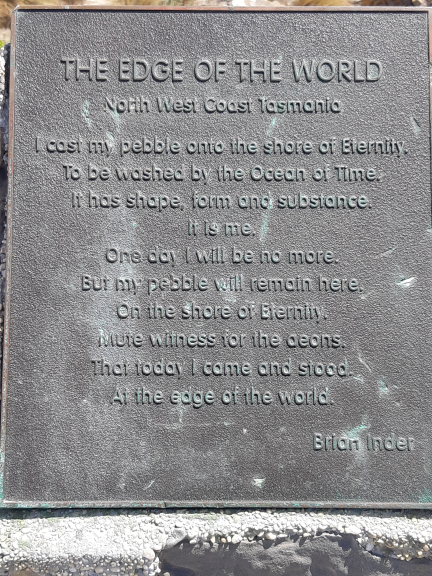 THE EDGE OF THE WORLD
North West Coast Tasmania
I cast my pebble onto the shore of Eternity.
To be washed by the Ocean of Time.
It has shape, form and substance.
It is me.
One day I will be no more.
But my pebble will remain here.
On the shore of Eternity.
Mute witness for the aeons.
That today I came and stood.
At the edge of the world.
Brian Inder